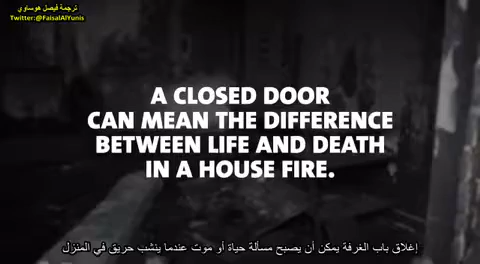 ترجمة فيصل هوساوي
Twitter:@FaisalAlYunis
A CLOSED DOOR
CAN MEAN THE DIFFERENCE
BETWEEN LIFE AND DEATH
IN A HOUSE FIRE.
إغلاق باب الغرفة يمكن أن يصبح مسألة حياة أو موت عندما ينشب حريق في المنزل